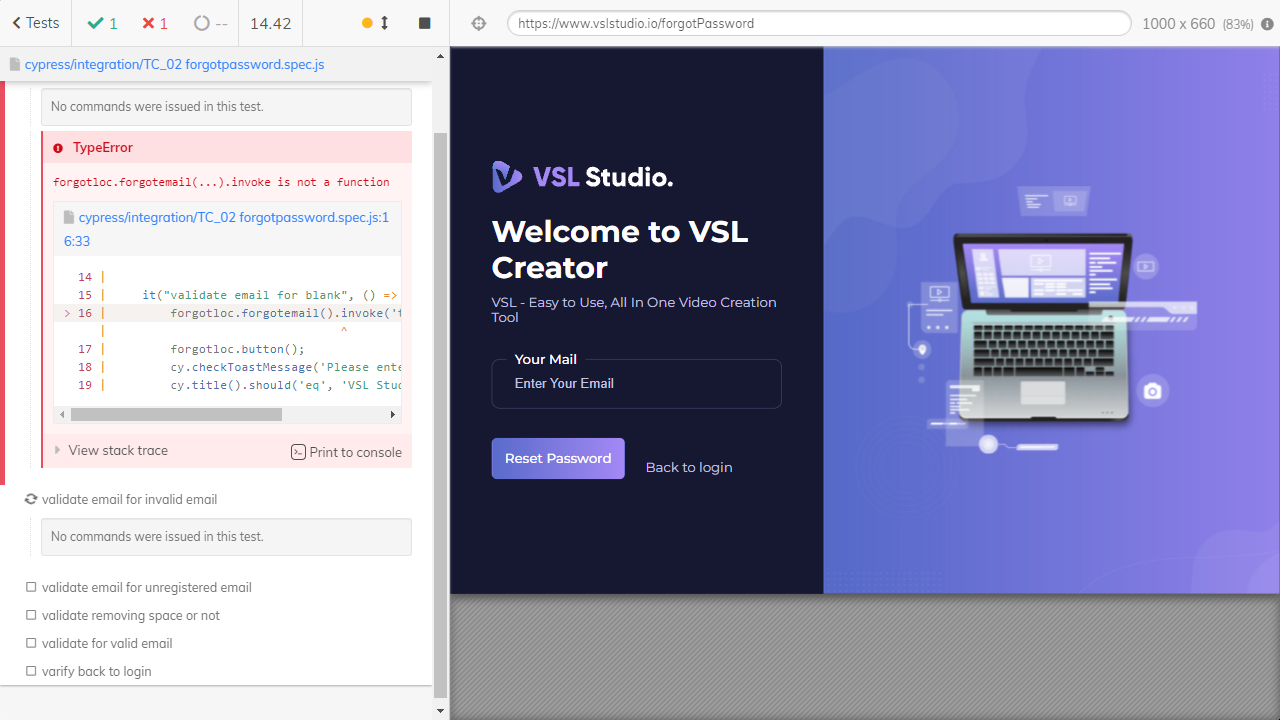 Tests
1
1
--
14.42
https://www.vslstudio.io/forgotPassword
1000 x 660 (83%)
cypress/integration/TC_02 forgotpassword.spec.js
No commands were issued in this test.
TypeError
forgotloc.forgotemail(...).invoke is not a function
cypress/integration/TC_02 forgotpassword.spec.js:1
6:33
14 |
15 | it("validate email for blank", () =>
> 16 | forgotloc.forgotemail().invoke('t
| ^
17 | forgotloc.button();
18 | cy.checkToastMessage('Please ente
19 | cy.title().should('eq', 'VSL Stud
View stack trace
Print to console
validate email for invalid email
No commands were issued in this test.
validate email for unregistered email
validate removing space or not
validate for valid email
varify back to login
VSL Studio.
Welcome to VSL
Creator
VSL - Easy to Use, All In One Video Creation
Tool
Your Mail
Enter Your Email
Reset Password
Back to login